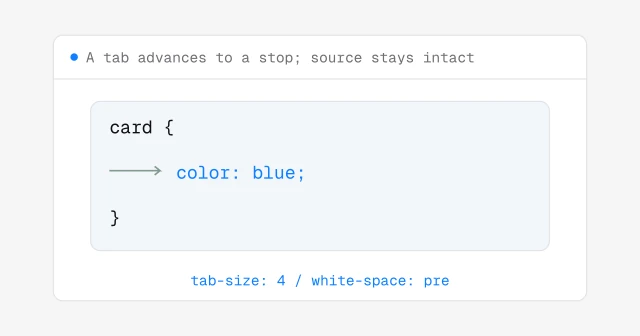 A tab advances to a stop; source stays intact
card {
color: blue;
}
tab-size: 4 / white-space: pre